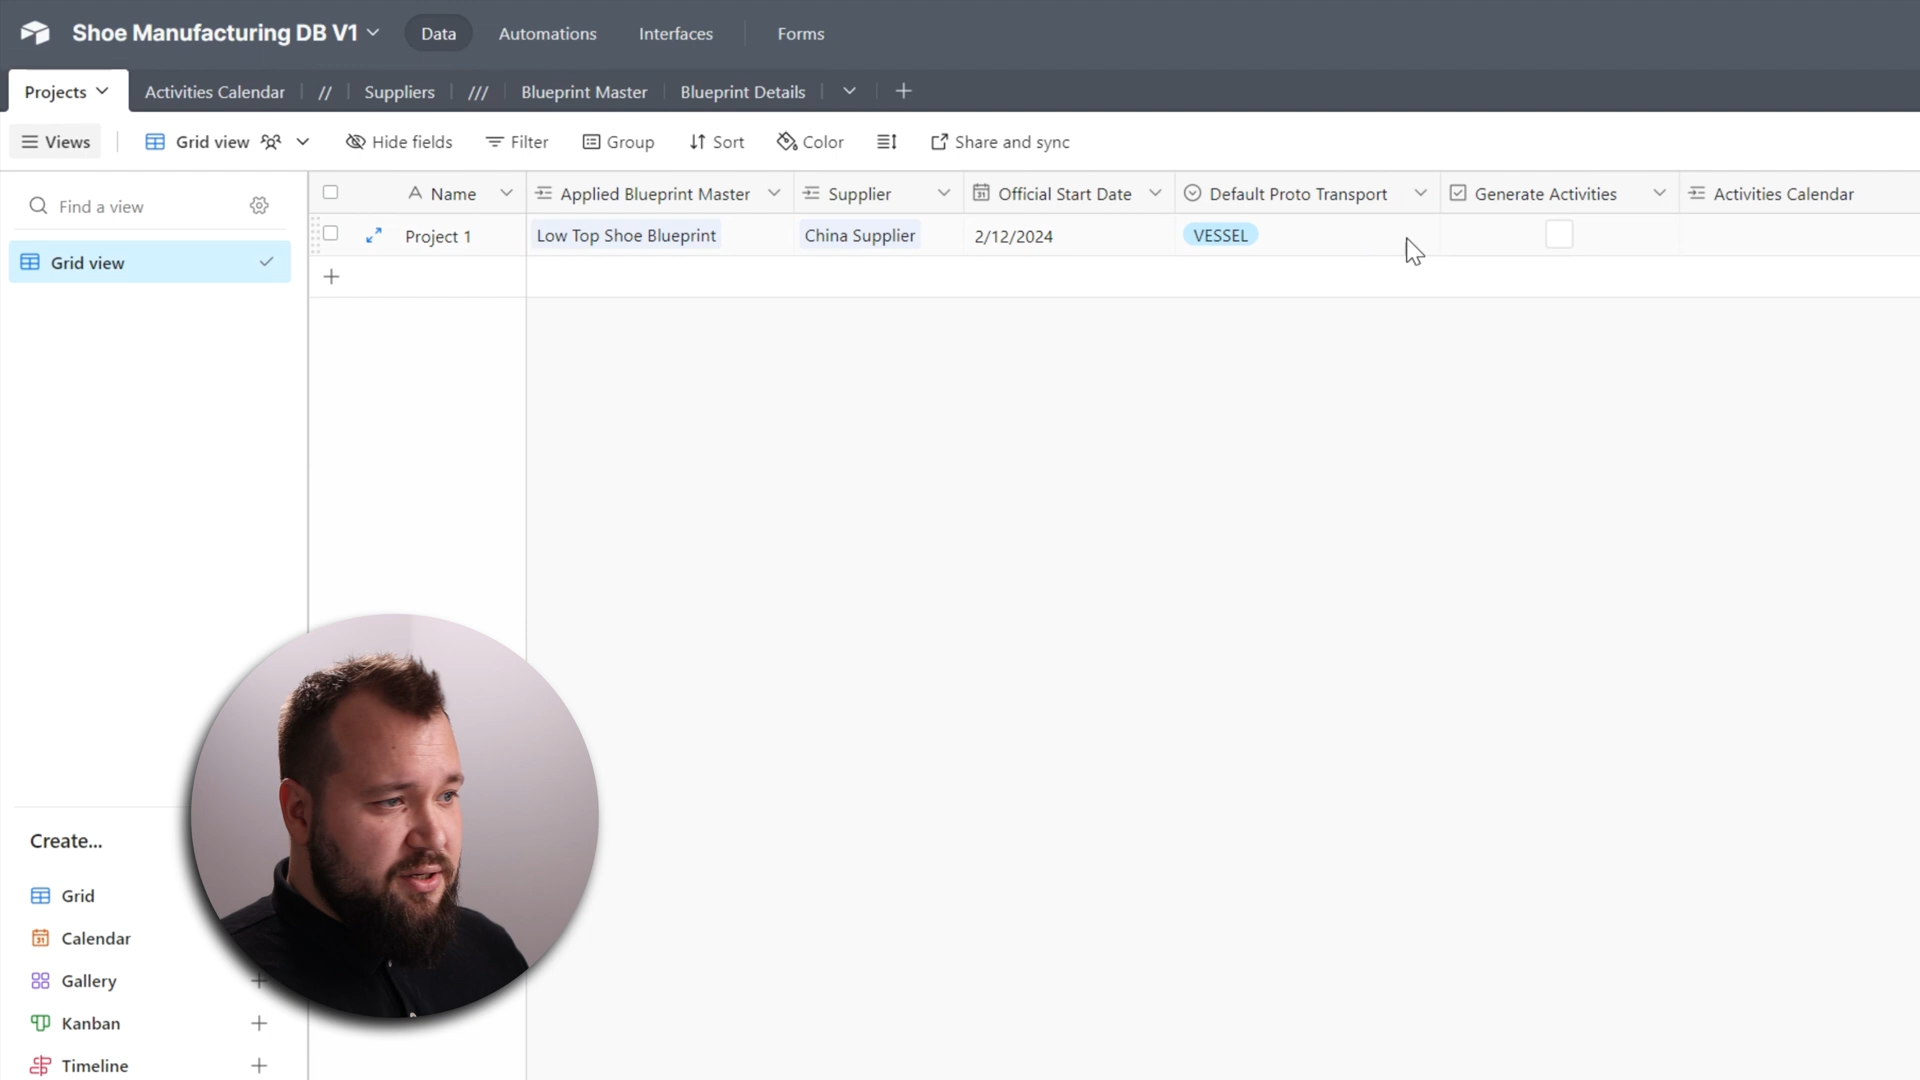 Shoe Manufacturing DB V1 Data Automations Interfaces Forms
Projects Activities Calendar // Suppliers /// Blueprint Master Blueprint Details
Views Grid view Hide fields Filter Group Sort Color Share and sync
Find a view
Name Applied Blueprint Master Supplier Official Start Date Default Proto Transport Generate Activities Activities Calendar
Project 1 Low Top Shoe Blueprint China Supplier 2/12/2024 VESSEL
Grid view
Create...
Grid
Calendar
Gallery
Kanban
Timeline